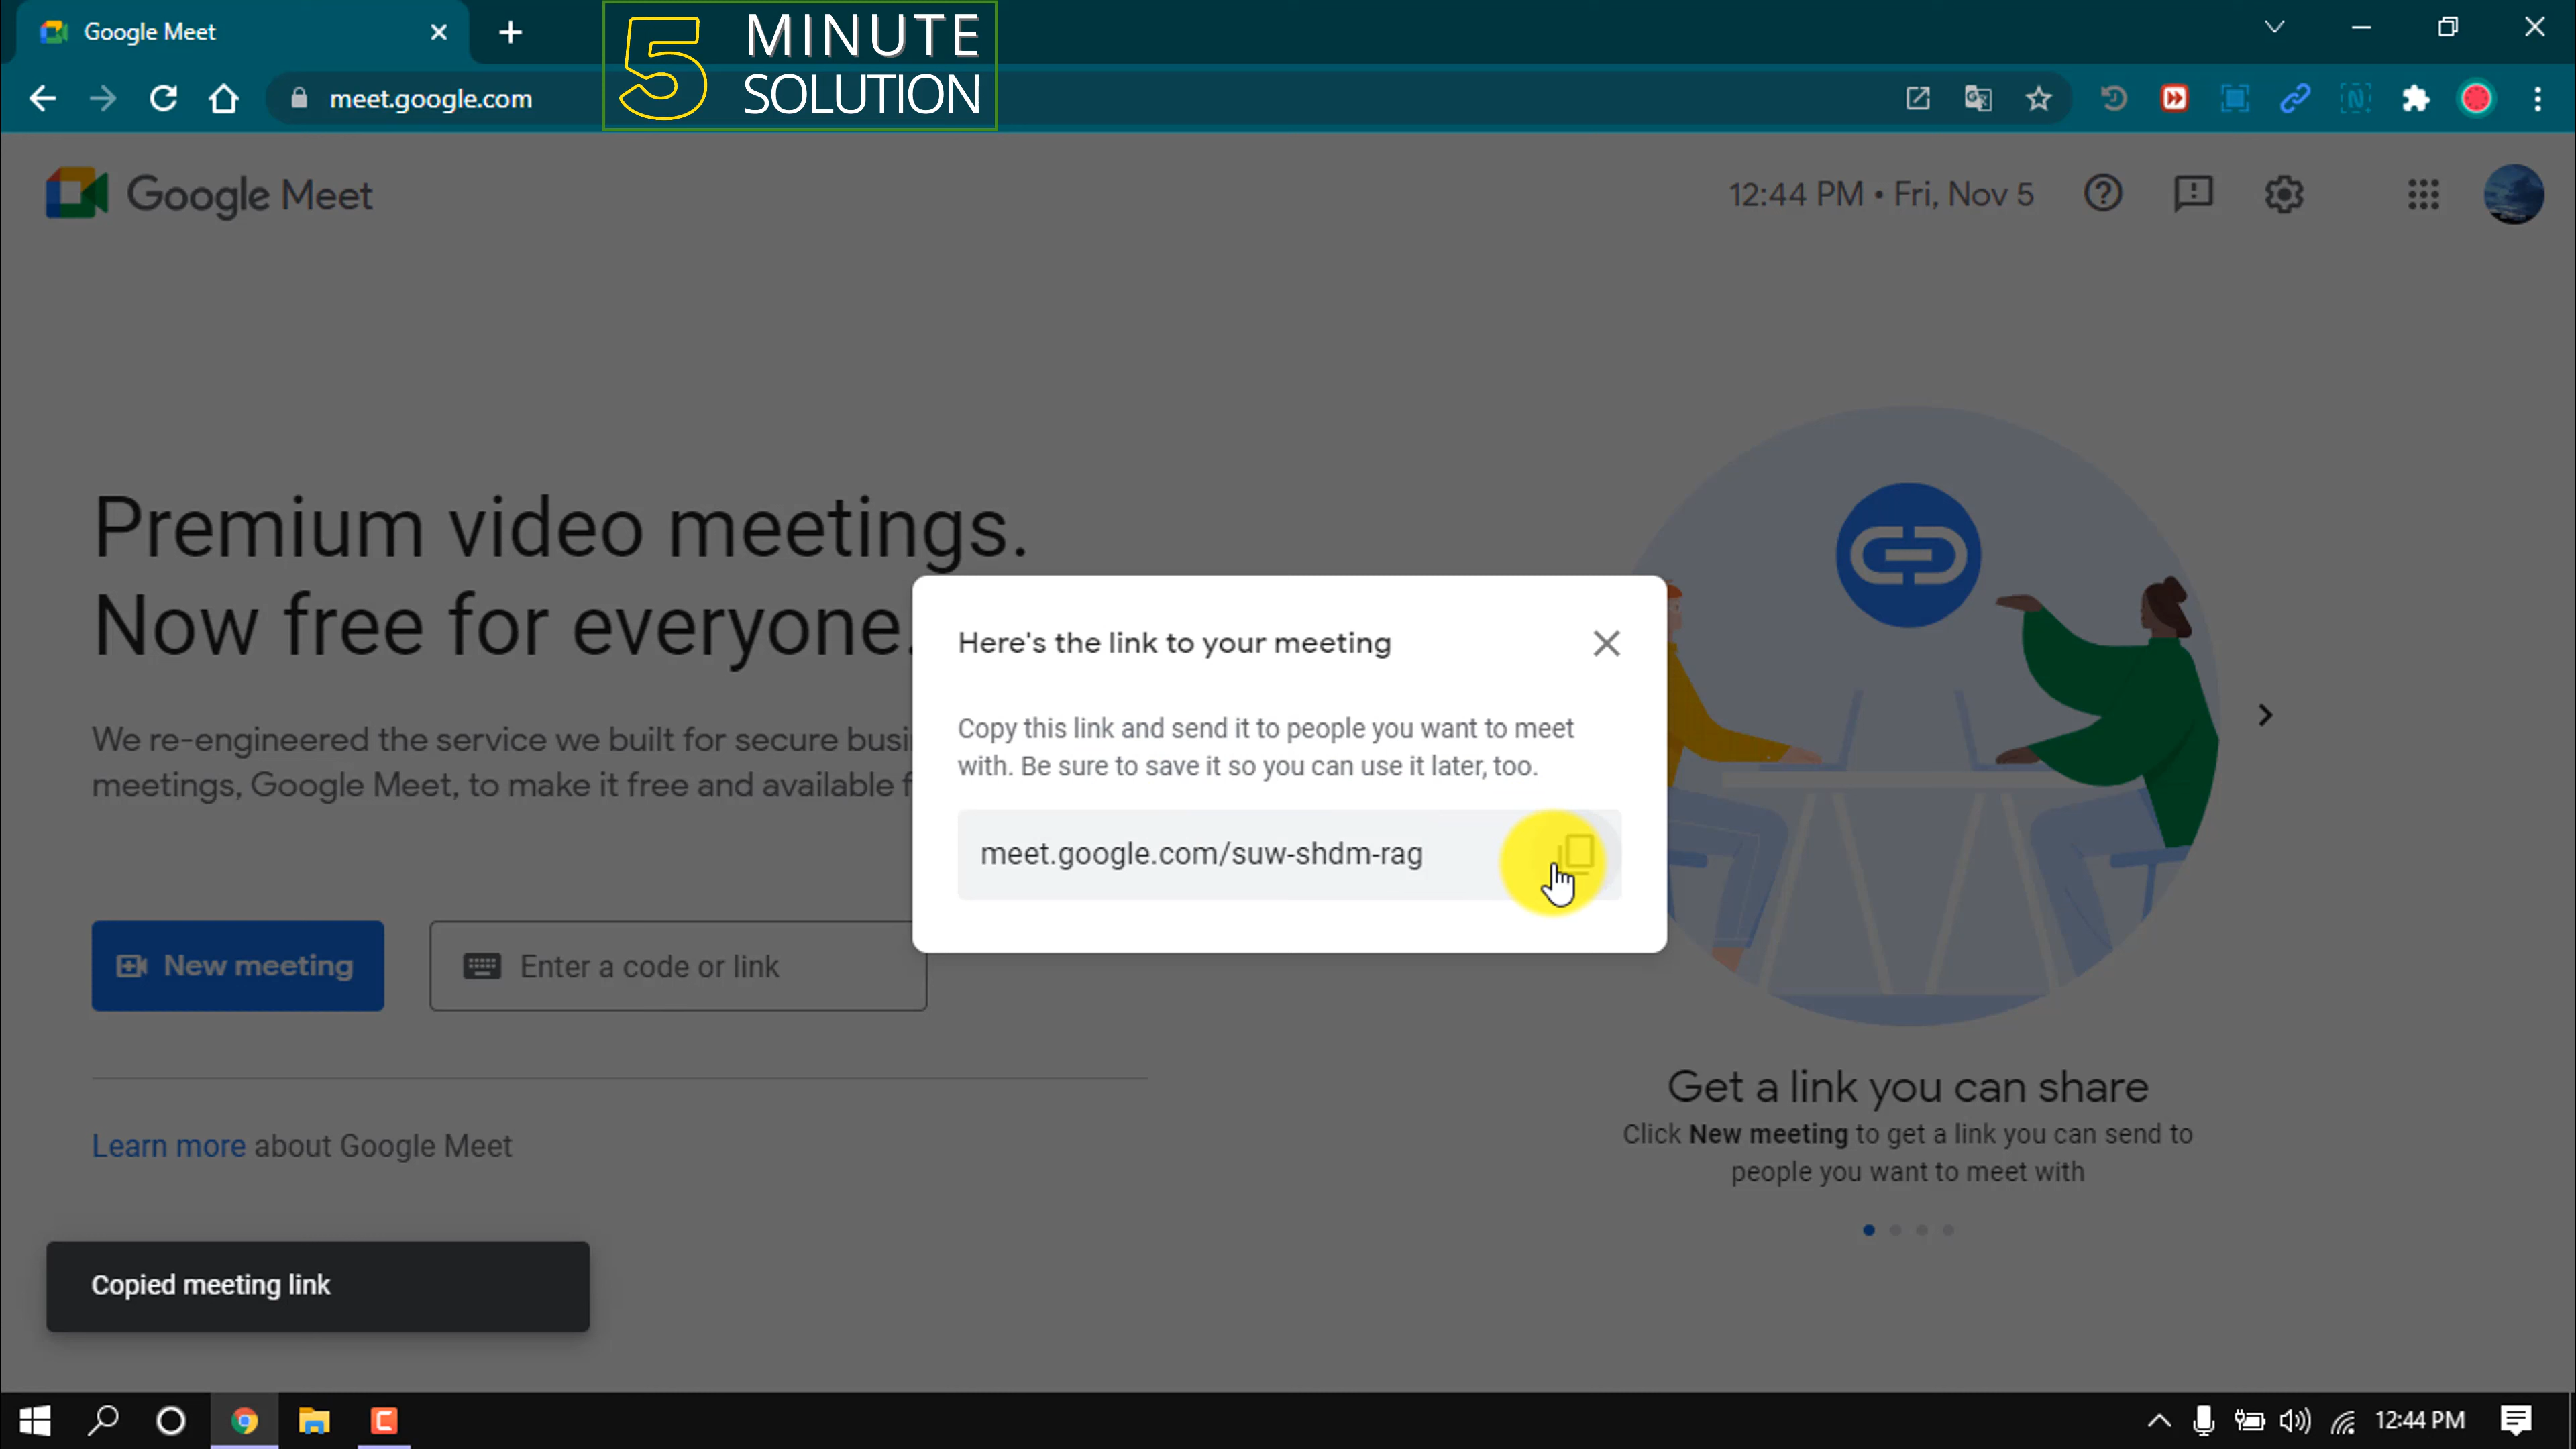 Google Meet
5 MINUTE
SOLUTION
meet.google.com
Google Meet
12:44 PM • Fri, Nov 5
Premium video meetings.
Now free for everyone.
We re-engineered the service we built for secure busi
meetings, Google Meet, to make it free and available f
New meeting
Enter a code or link
Learn more about Google Meet
Here's the link to your meeting
Copy this link and send it to people you want to meet
with. Be sure to save it so you can use it later, too.
meet.google.com/suw-shdm-rag
Get a link you can share
Click New meeting to get a link you can send to
people you want to meet with
Copied meeting link
12:44 PM